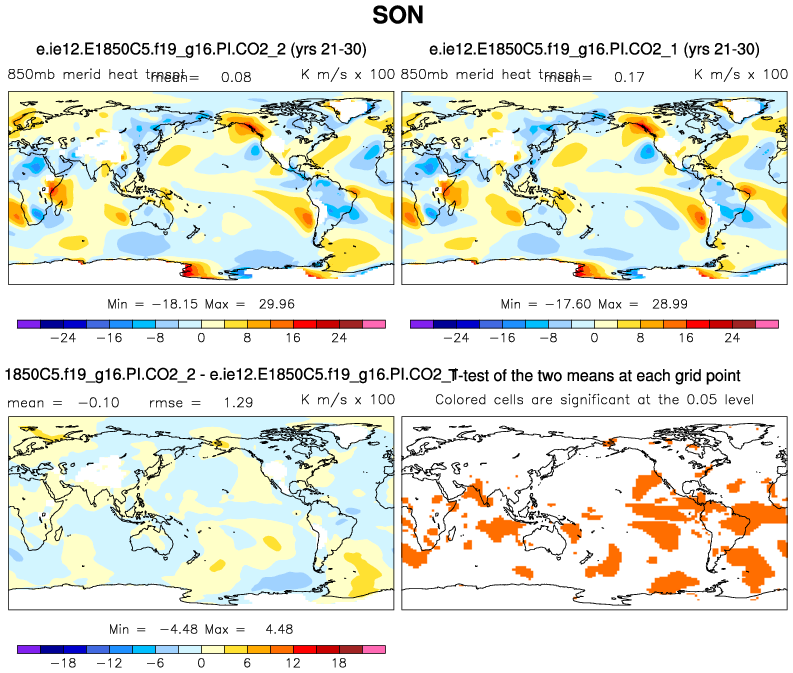 SON
e.ie12.E1850C5.f19_g16.PI.CO2_2 (yrs 21-30)
e.ie12.E1850C5.f19_g16.PI.CO2_1 (yrs 21-30)
850mb merid heat transp mean= 0.08 K m/s x 100
850mb merid heat transp mean= 0.17 K m/s x 100
Min = -18.15 Max = 29.96
Min = -17.60 Max = 28.99
-24 -16 -8 0 8 16 24
-24 -16 -8 0 8 16 24
1850C5.f19_g16.PI.CO2_2 - e.ie12.E1850C5.f19_g16.PI.CO2_1
T-test of the two means at each grid point
mean = -0.10 rmse = 1.29 K m/s x 100
Colored cells are significant at the 0.05 level
Min = -4.48 Max = 4.48
-18 -12 -6 0 6 12 18